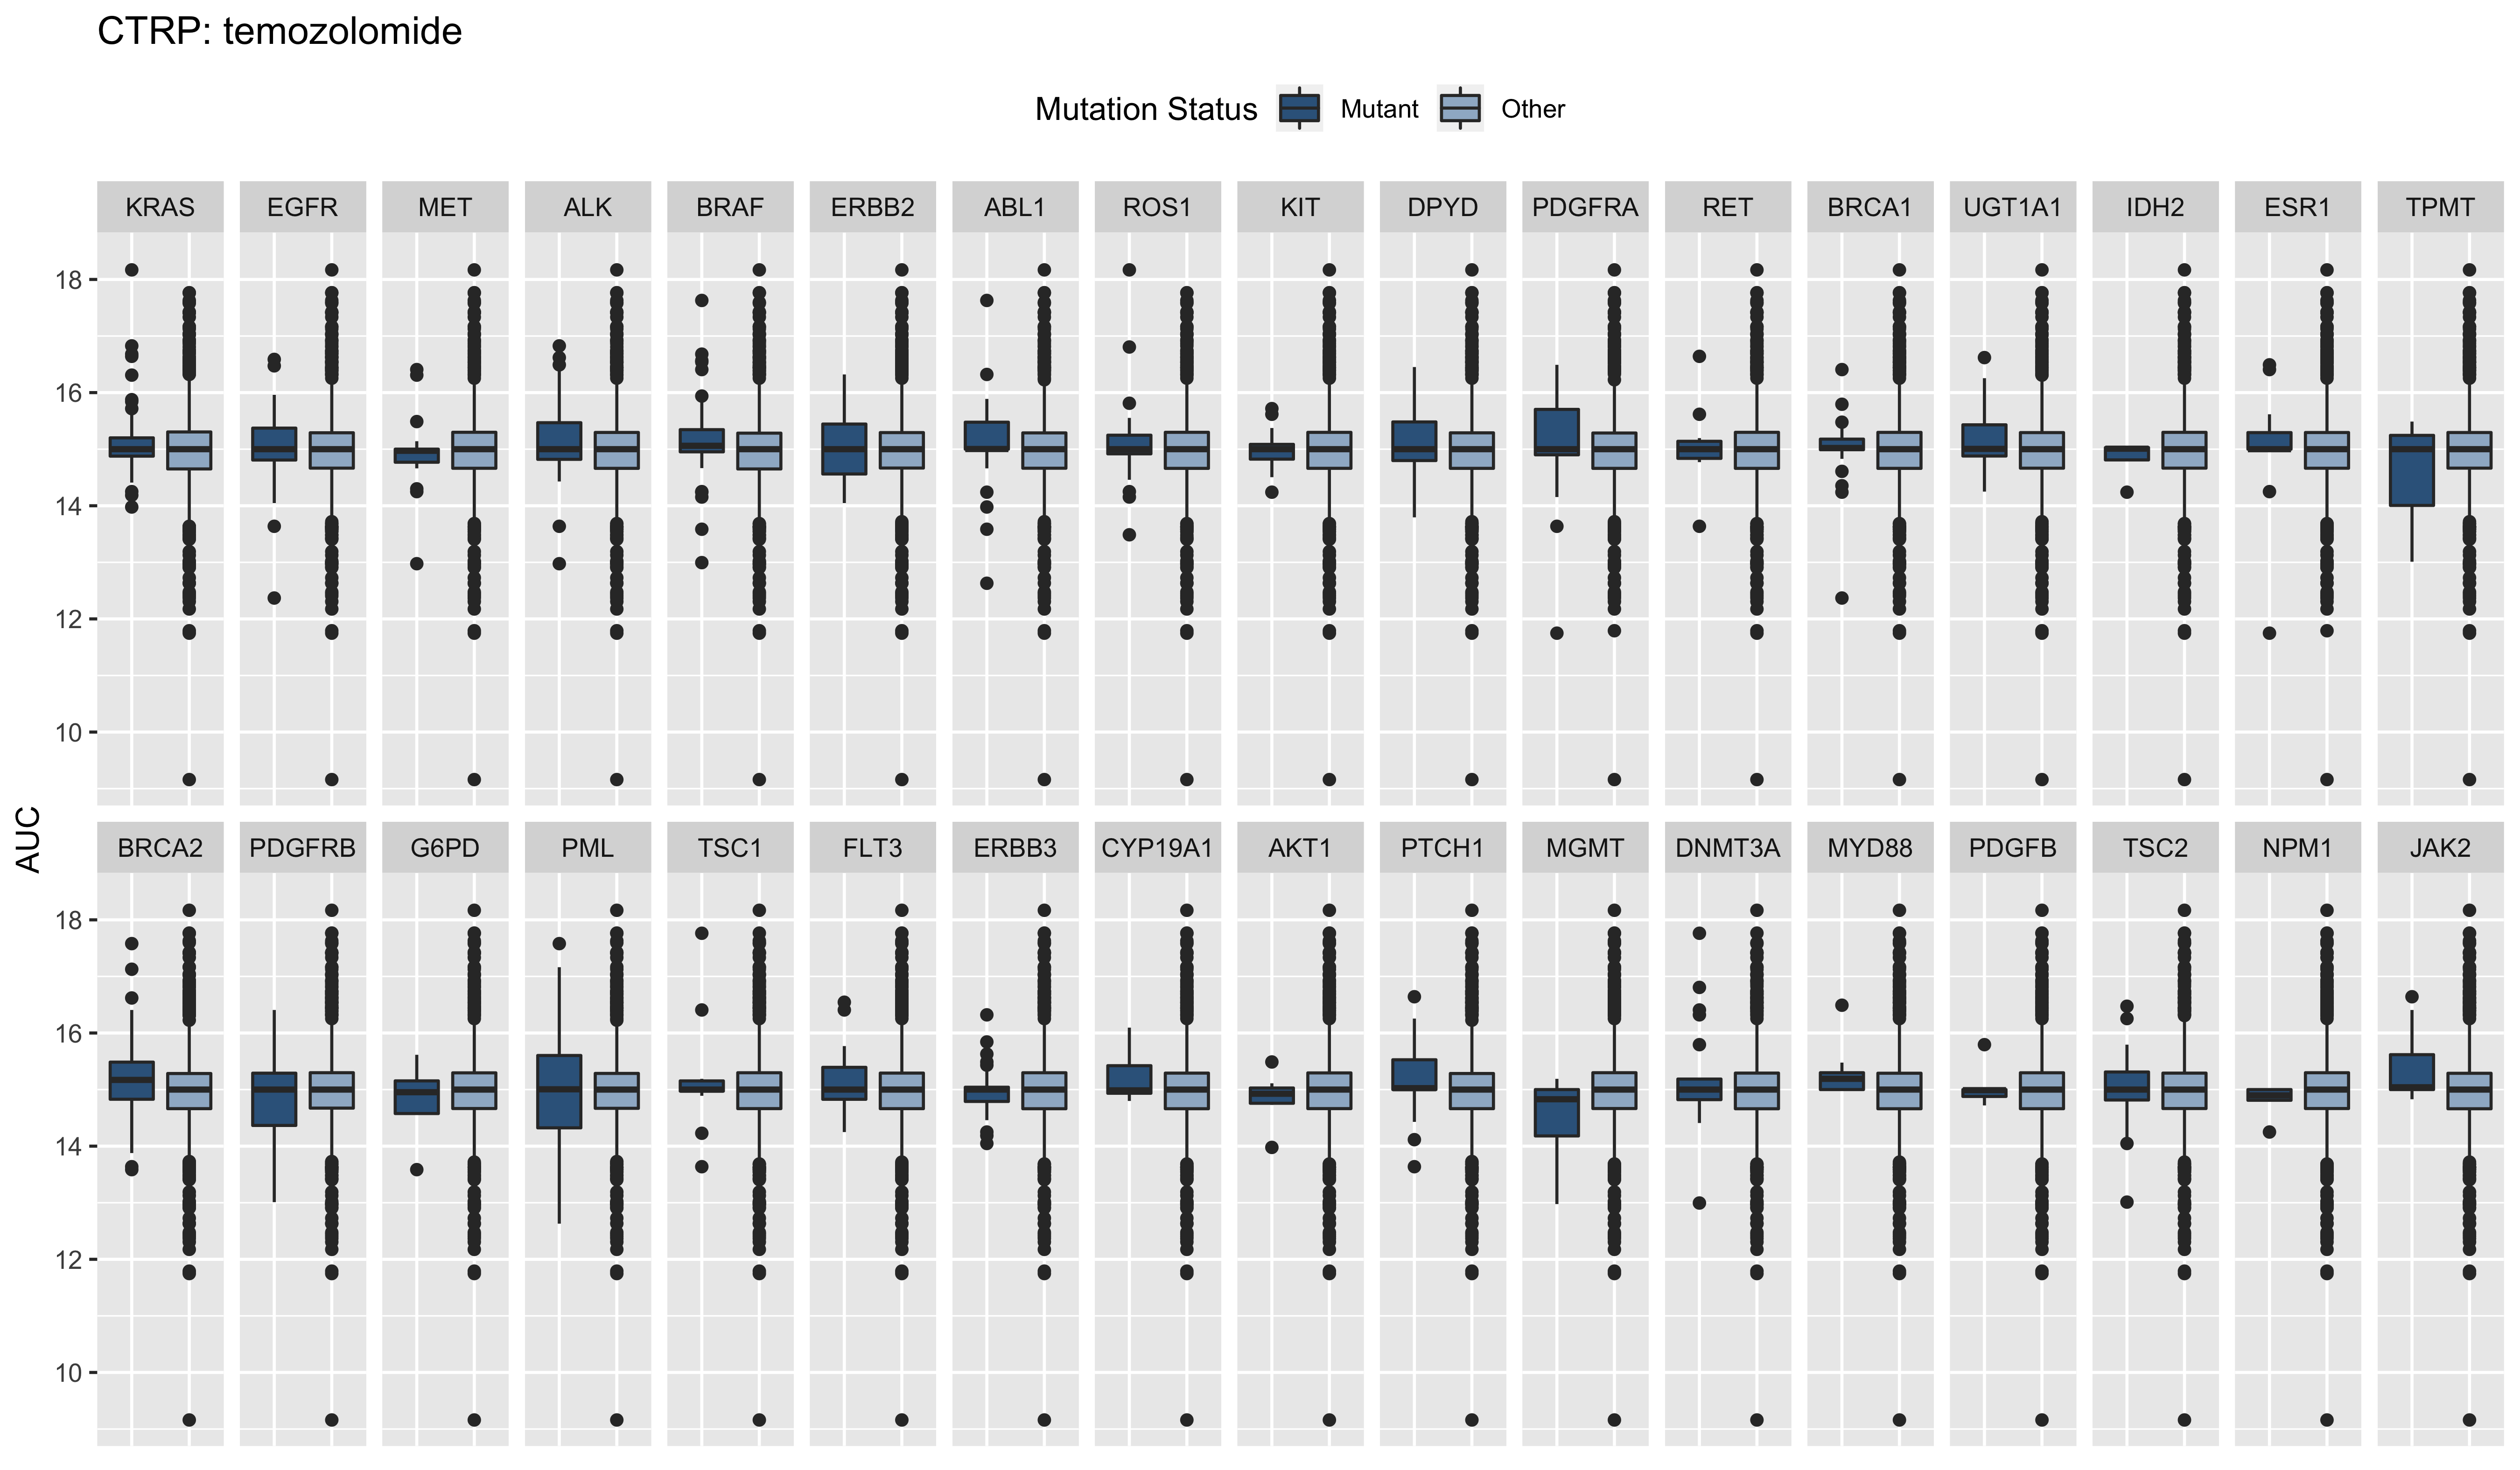 CTRP: temozolomide
Mutation Status Mutant Other
KRAS EGFR MET ALK BRAF ERBB2 ABL1 ROS1 KIT DPYD PDGFRA RET BRCA1 UGT1A1 IDH2 ESR1 TPMT
18
16
14
12
10
AUC
BRCA2 PDGFRB G6PD PML TSC1 FLT3 ERBB3 CYP19A1 AKT1 PTCH1 MGMT DNMT3A MYD88 PDGFB TSC2 NPM1 JAK2
18
16
14
12
10